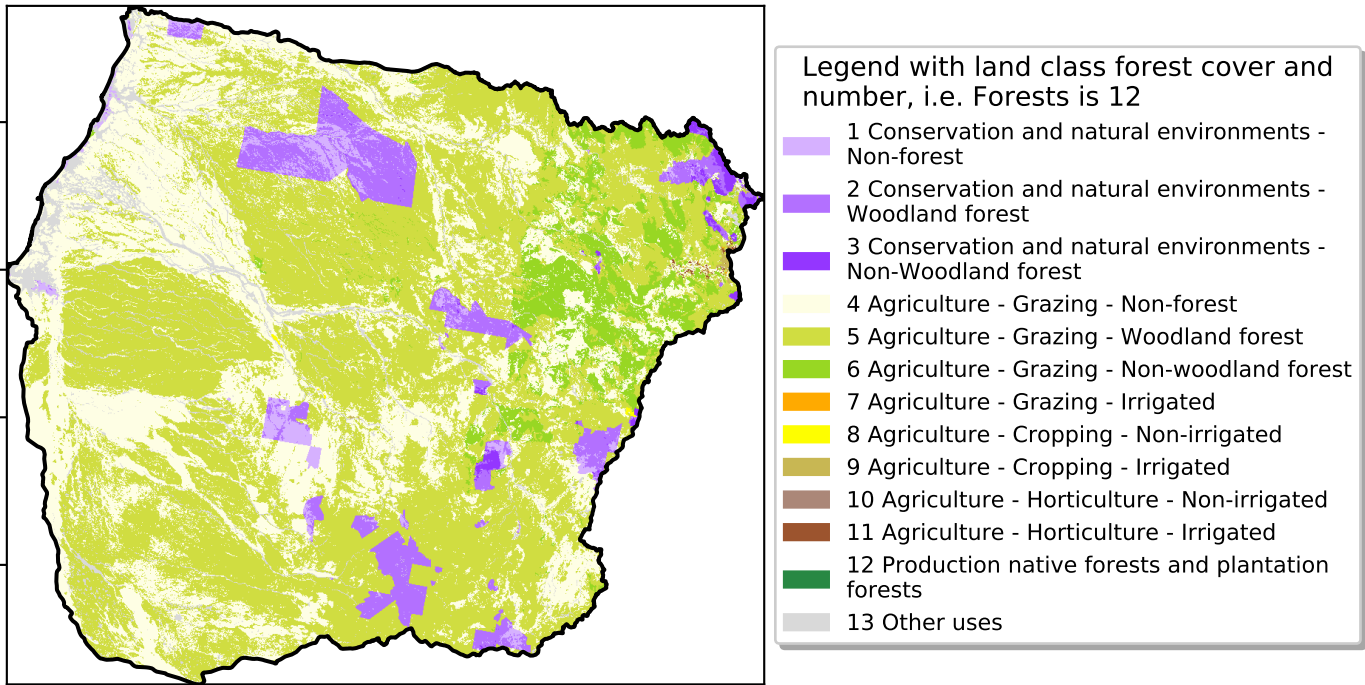 Legend with land class forest cover and
number, i.e. Forests is 12
1 Conservation and natural environments -
Non-forest
2 Conservation and natural environments -
Woodland forest
3 Conservation and natural environments -
Non-Woodland forest
4 Agriculture - Grazing - Non-forest
5 Agriculture - Grazing - Woodland forest
6 Agriculture - Grazing - Non-woodland forest
7 Agriculture - Grazing - Irrigated
8 Agriculture - Cropping - Non-irrigated
9 Agriculture - Cropping - Irrigated
10 Agriculture - Horticulture - Non-irrigated
11 Agriculture - Horticulture - Irrigated
12 Production native forests and plantation
forests
13 Other uses